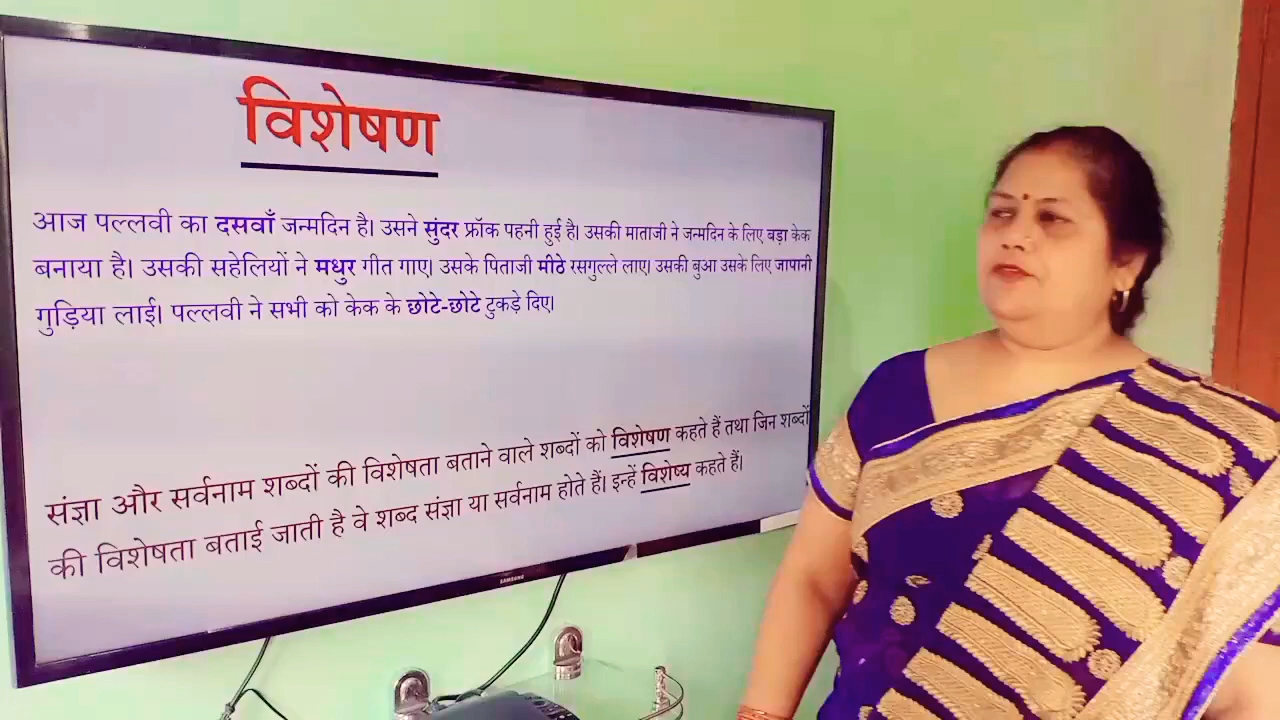 विशेषण
आज पल्लवी का दसवाँ जन्मदिन है। उसने सुंदर फ्रॉक पहनी हुई है। उसकी माताजी ने जन्मदिन के लिए बड़ा केक
बनाया है। उसकी सहेलियों ने मधुर गीत गाए। उसके पिताजी मीठे रसगुल्ले लाए। उसकी बुआ उसके लिए जापानी
गुड़िया लाई। पल्लवी ने सभी को केक के छोटे-छोटे टुकड़े दिए।
संज्ञा और सर्वनाम शब्दों की विशेषता बताने वाले शब्दों को विशेषण कहते हैं तथा जिन शब्दों
की विशेषता बताई जाती है वे शब्द संज्ञा या सर्वनाम होते हैं। इन्हें विशेष्य कहते हैं।
SAMSUNG